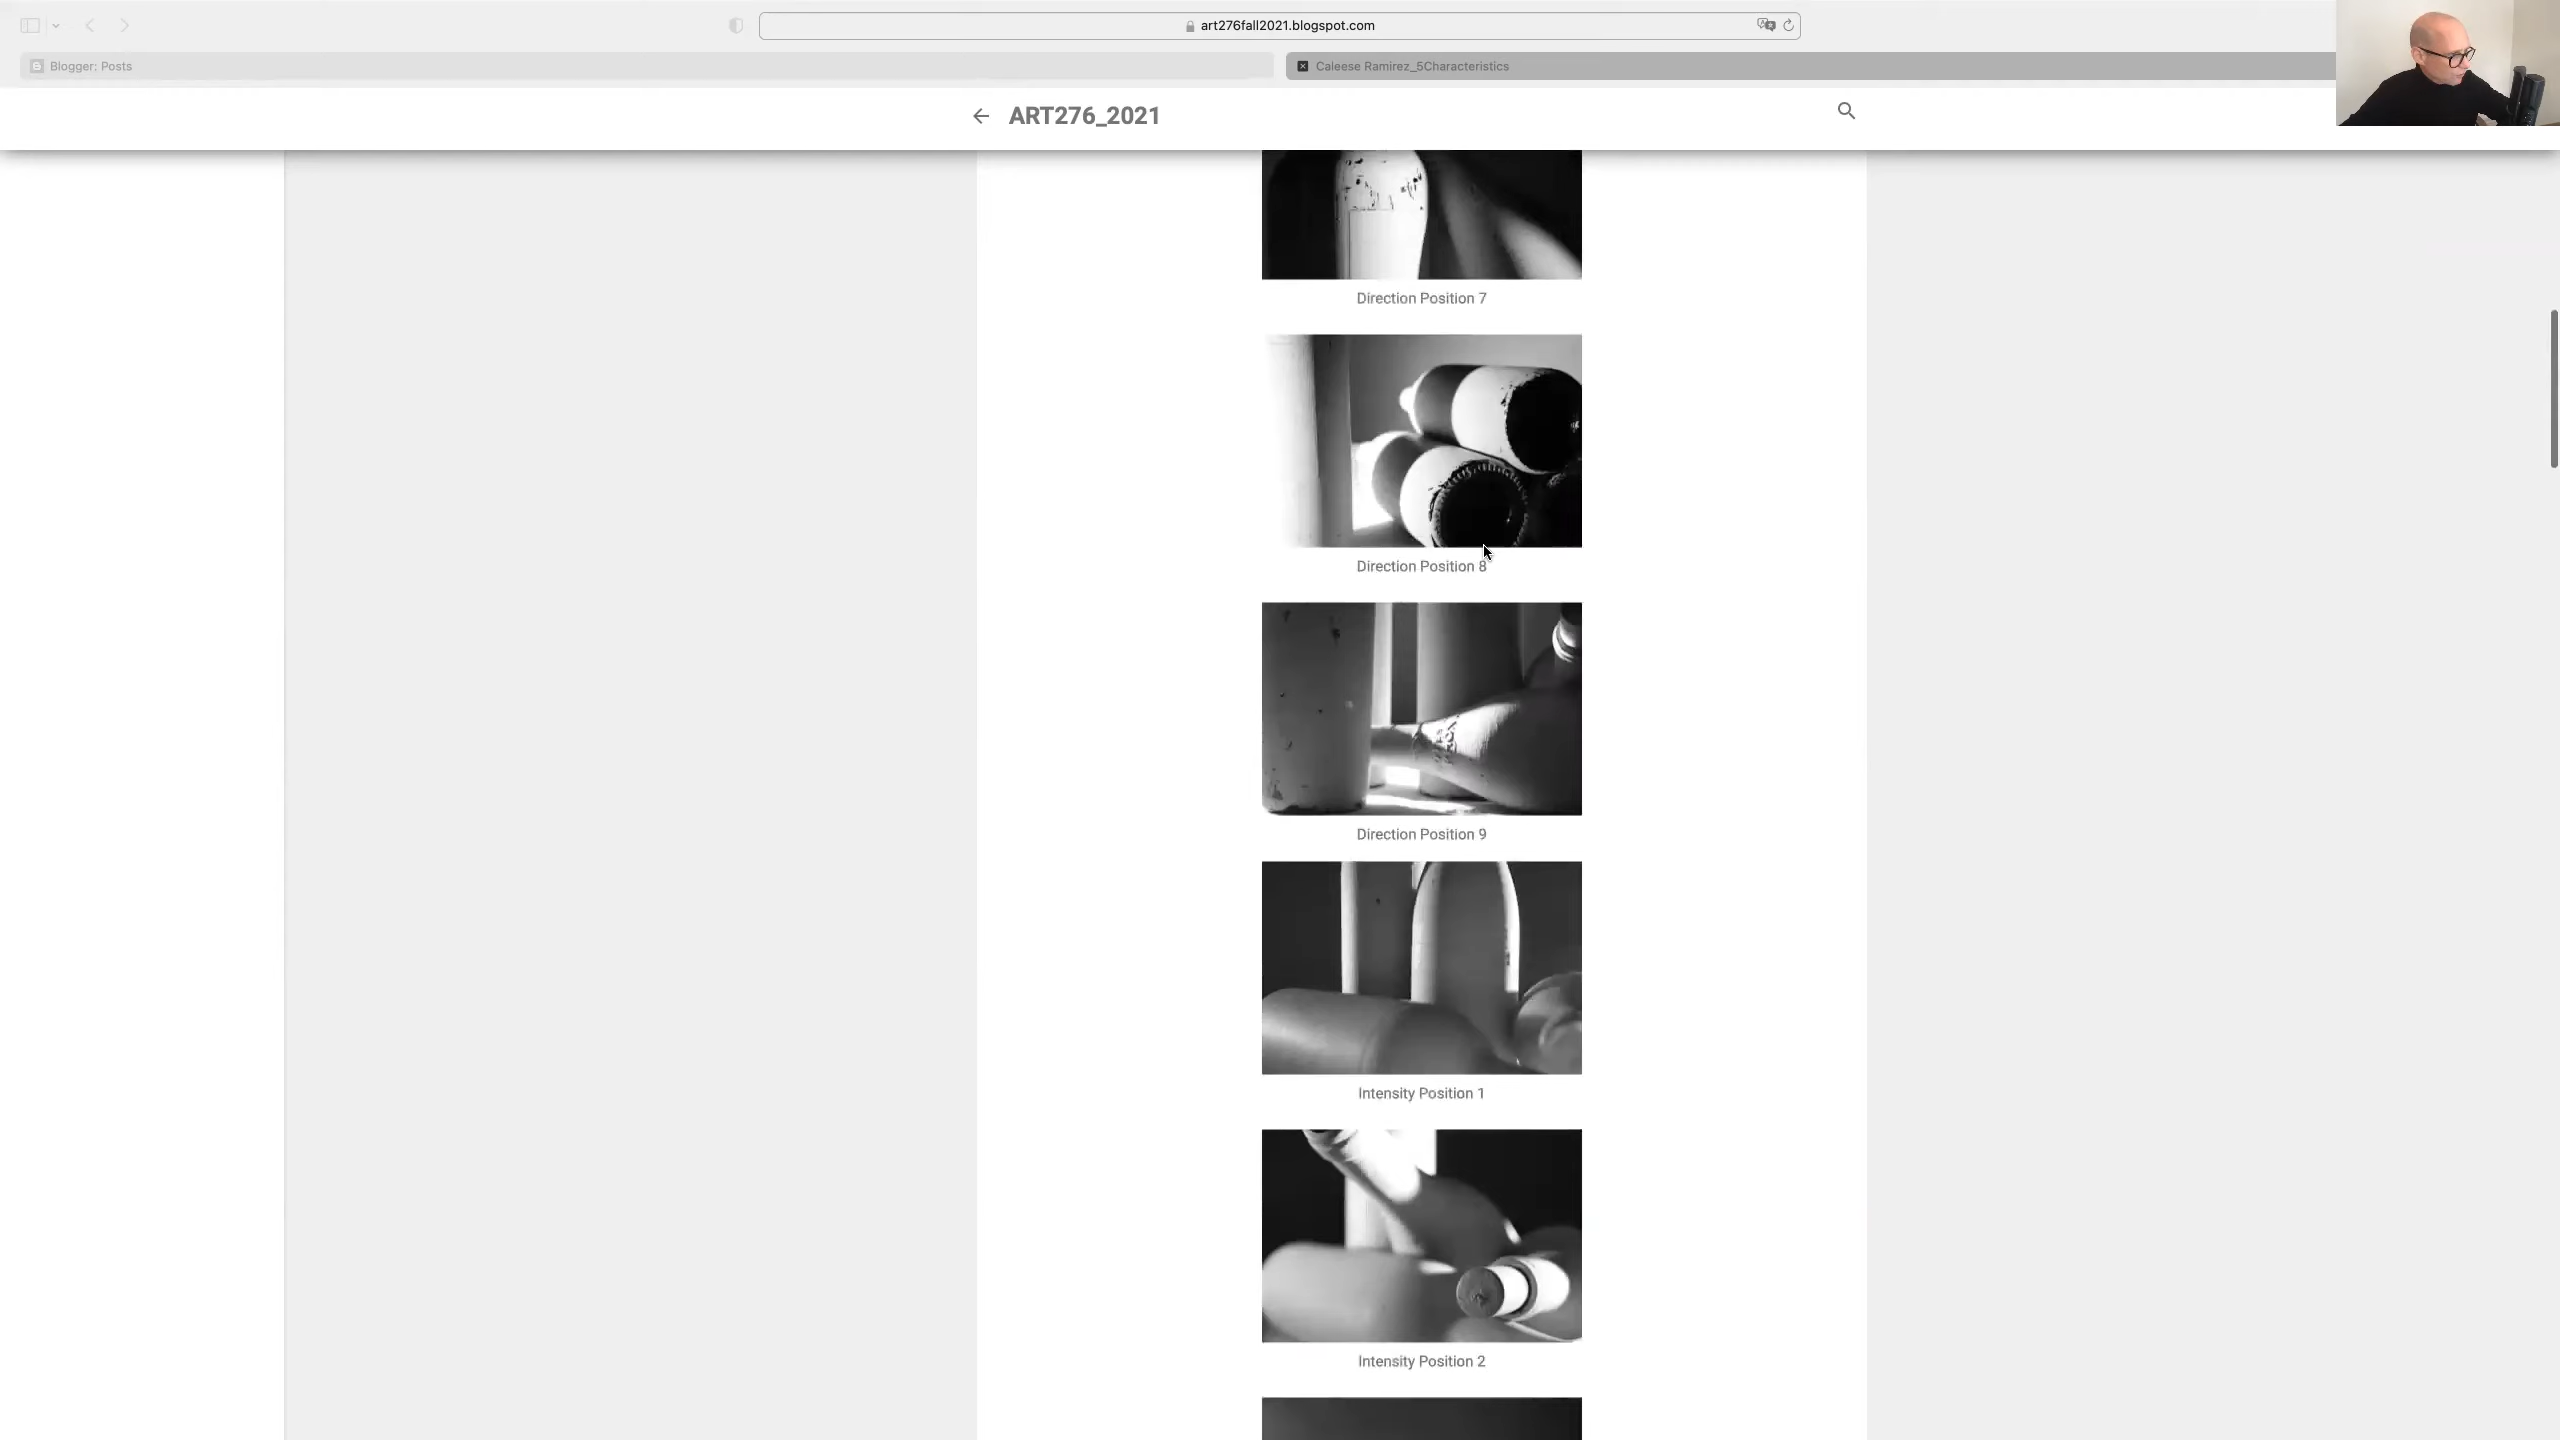 art276fall2021.blogspot.com
Blogger: Posts
Caleese Ramirez_5Characteristics
ART276_2021
Direction Position 7
Direction Position 8
Direction Position 9
Intensity Position 1
Intensity Position 2